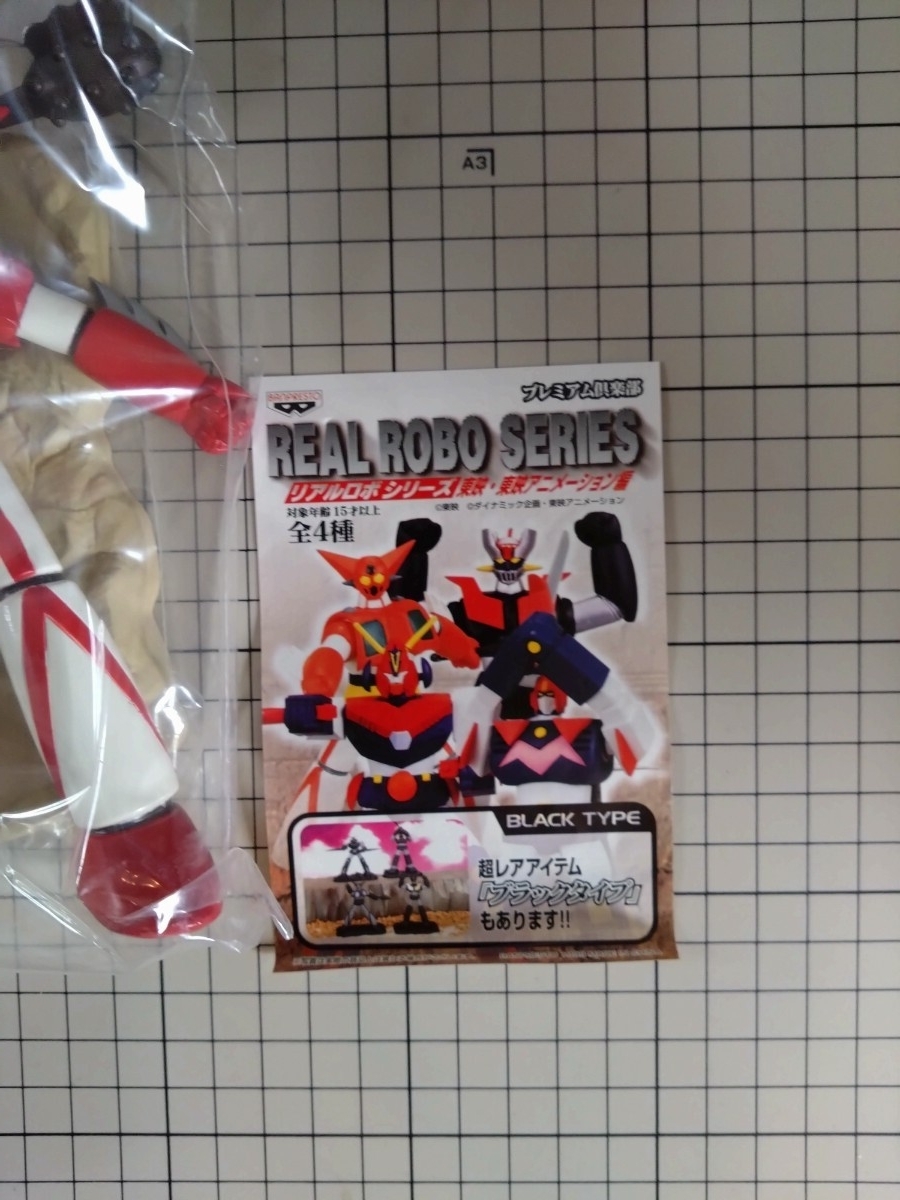 A3
BANPRESTO
プレミアム倶楽部
REAL ROBO SERIES
リアルロボシリーズ 東映・東映アニメーション編
©東映 ©ダイナミック企画・東映アニメーション
対象年齢15才以上
全4種
BLACK TYPE
超レアアイテム
「ブラックタイプ」
もあります!!